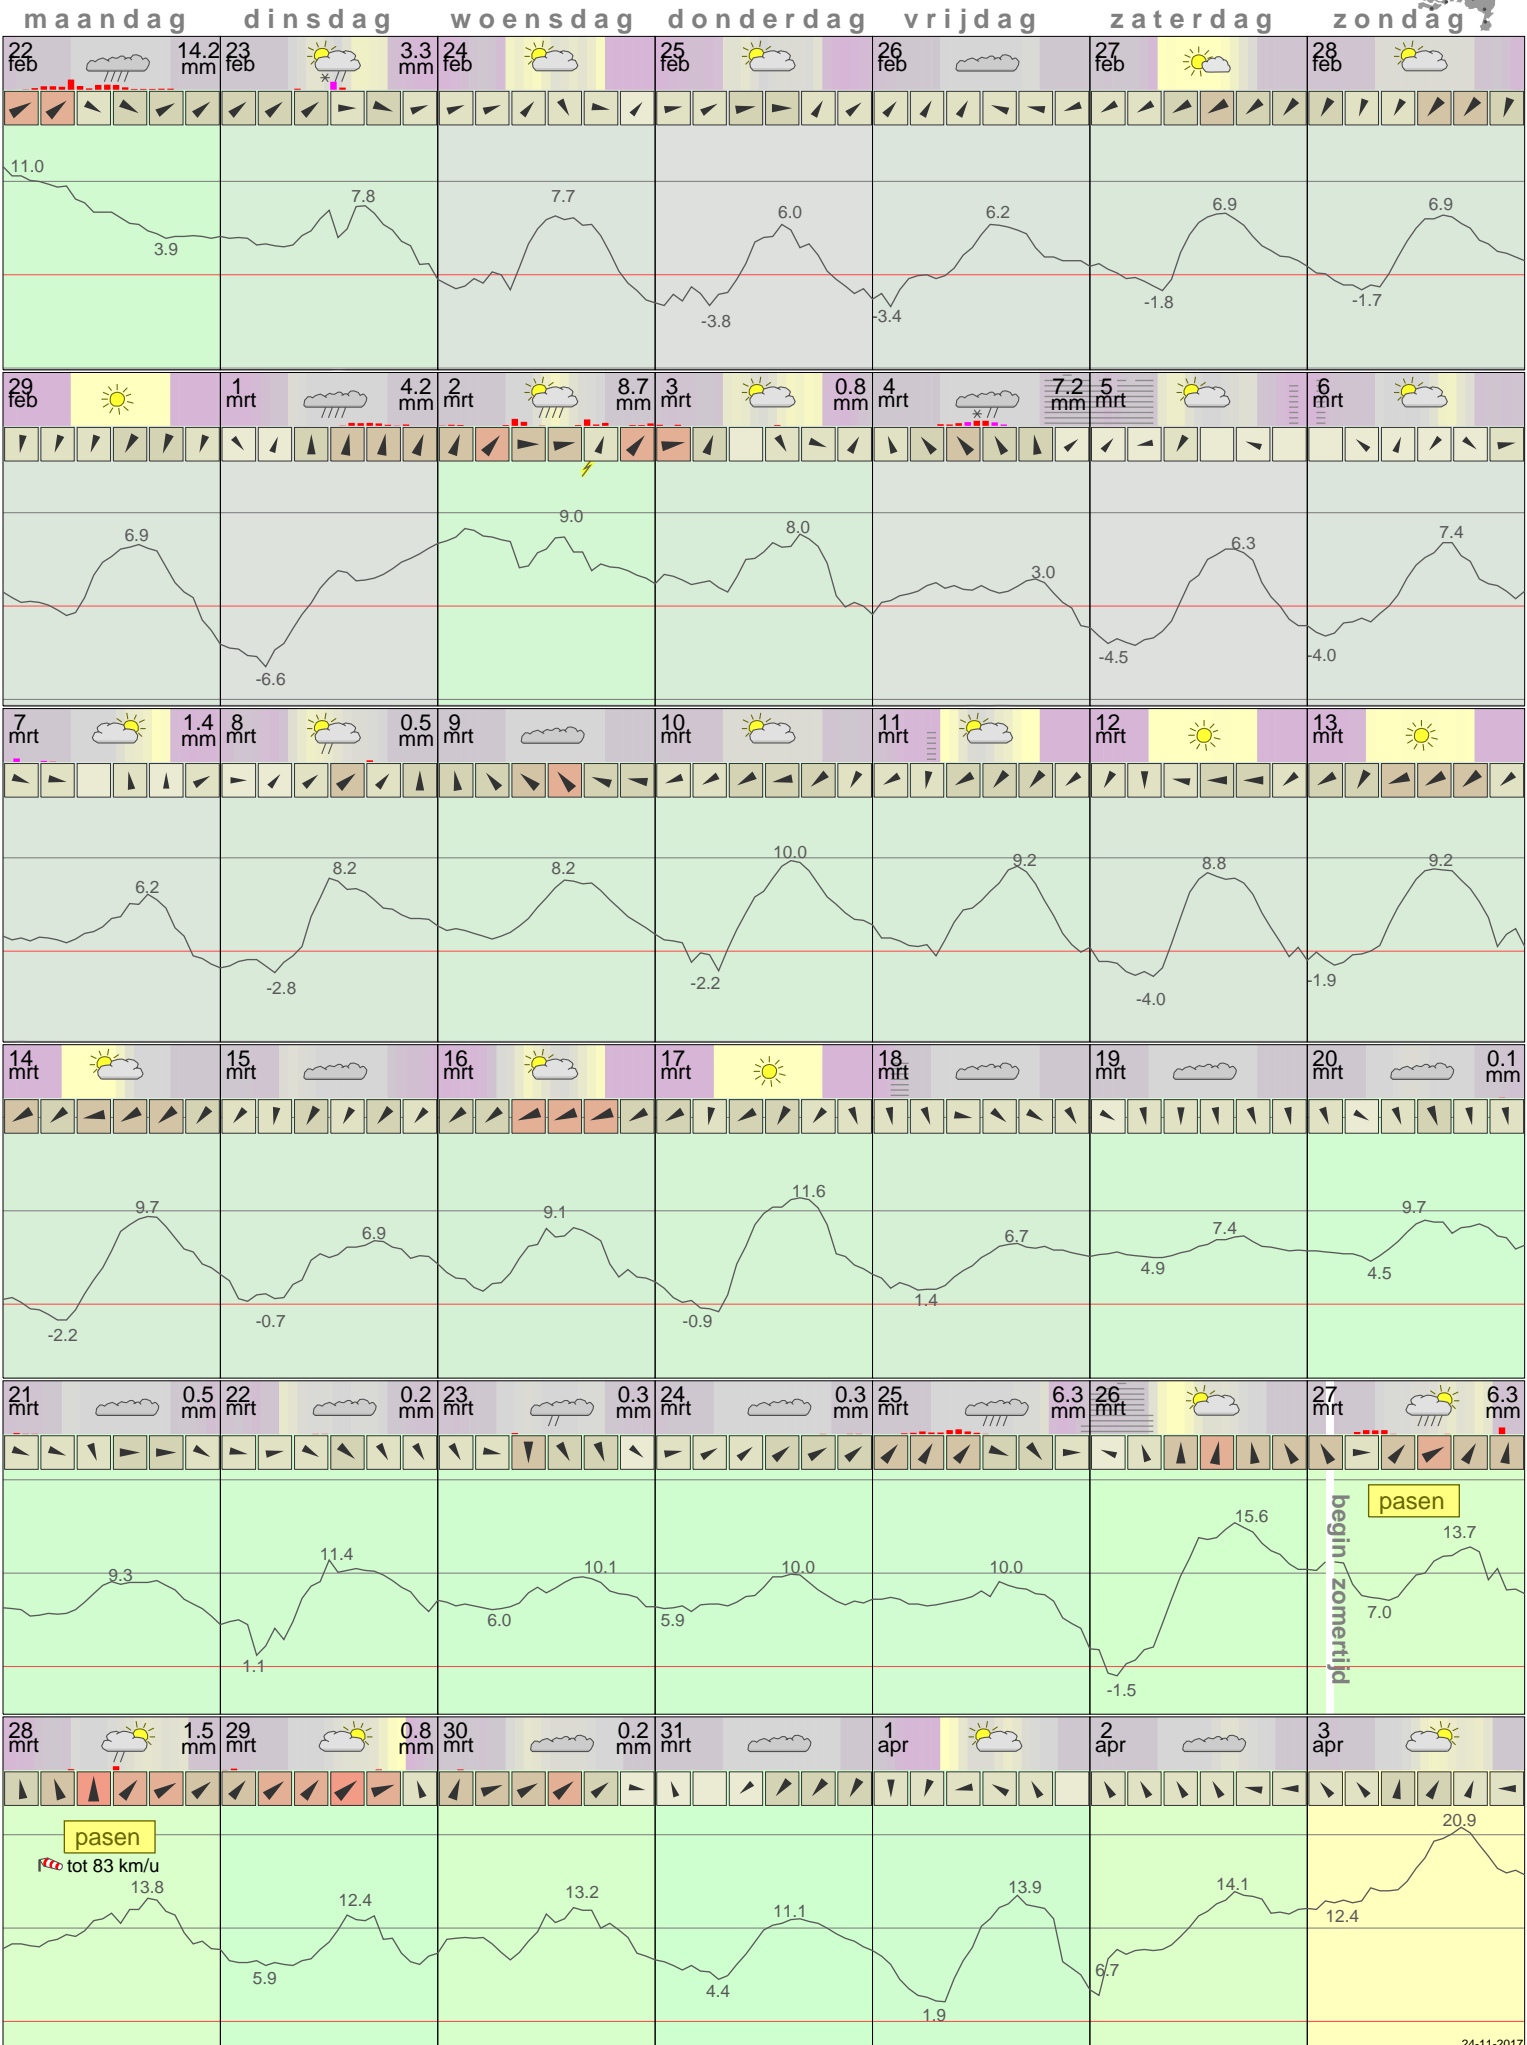 maandag dinsdag woensdag donderdag vrijdag zaterdag zondag
22 feb 14.2 mm 23 feb 3.3 mm 24 feb 25 feb 26 feb 27 feb 28 feb
11.0 3.9 7.8 7.7 -3.8 6.0 -3.4 6.2 -1.8 6.9 -1.7 6.9
29 feb 1 mrt 4.2 mm 2 mrt 8.7 mm 3 mrt 0.8 mm 4 mrt 7.2 mm 5 mrt 6 mrt
6.9 -6.6 9.0 8.0 3.0 -4.5 6.3 -4.0 7.4
7 mrt 1.4 mm 8 mrt 0.5 mm 9 mrt 10 mrt 11 mrt 12 mrt 13 mrt
6.2 -2.8 8.2 8.2 -2.2 10.0 9.2 -4.0 8.8 -1.9 9.2
14 mrt 15 mrt 16 mrt 17 mrt 18 mrt 19 mrt 20 mrt 0.1 mm
-2.2 9.7 -0.7 6.9 9.1 -0.9 11.6 1.4 6.7 4.9 7.4 4.5 9.7
21 mrt 0.5 mm 22 mrt 0.2 mm 23 mrt 0.3 mm 24 mrt 0.3 mm 25 mrt 6.3 mm 26 mrt 27 mrt 6.3 mm
pasen
begin zomertijd
9.3 1.1 11.4 6.0 10.1 5.9 10.0 10.0 -1.5 15.6 7.0 13.7
28 mrt 1.5 mm 29 mrt 0.8 mm 30 mrt 0.2 mm 31 mrt 1 apr 2 apr 3 apr
pasen
tot 83 km/u
13.8 5.9 12.4 13.2 4.4 11.1 1.9 13.9 6.7 14.1 12.4 20.9
24-11-2017